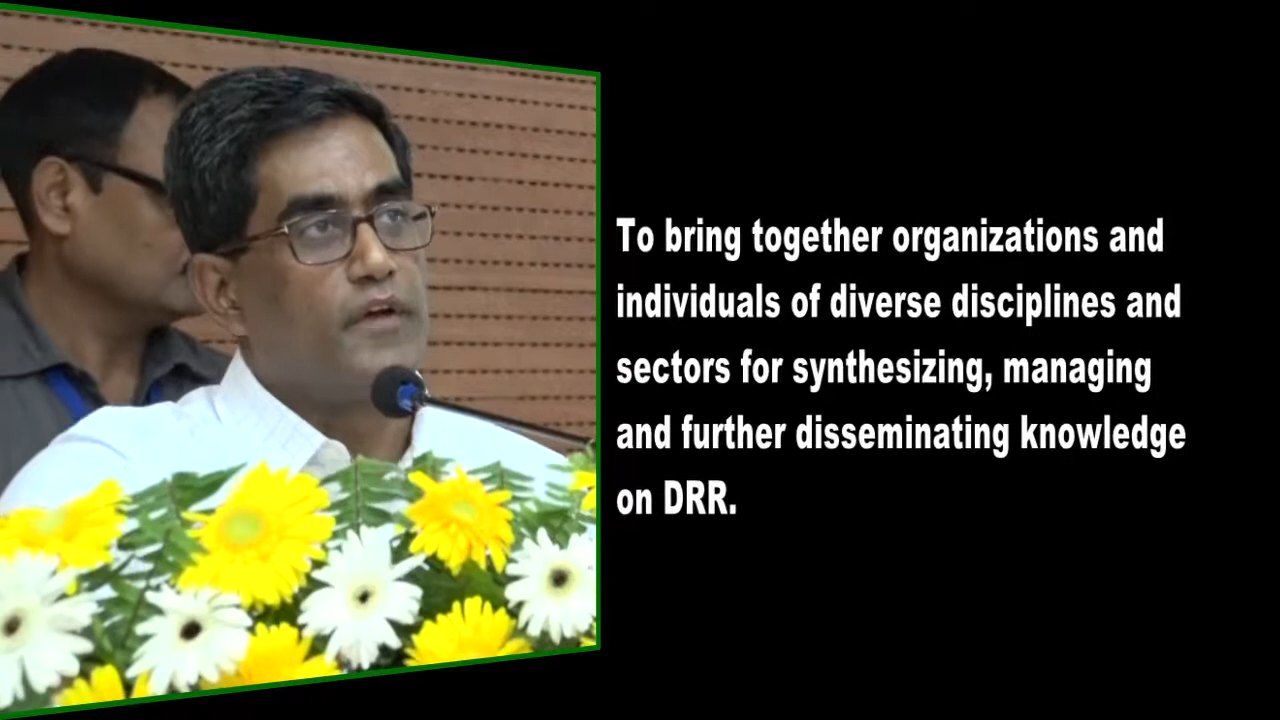 To bring together organizations and
individuals of diverse disciplines and
sectors for synthesizing, managing
and further disseminating knowledge
on DRR.